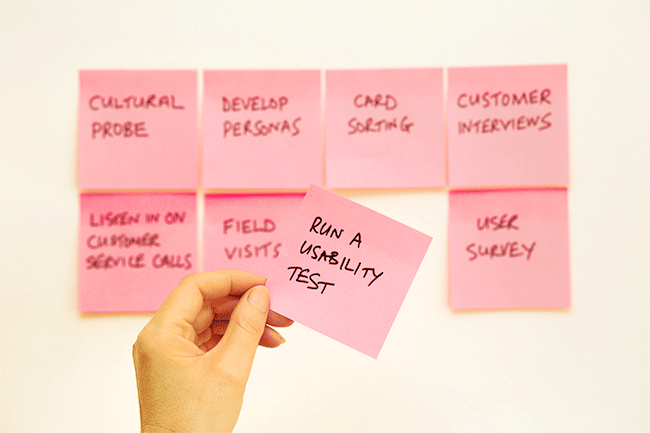 CULTURAL
PROBE
DEVELOP
PERSONAS
CARD
SORTING
CUSTOMER
INTERVIEWS
LISTEN IN ON
CUSTOMER
SERVICE CALLS
FIELD
VISITS
RUN A
USABILITY
TEST
USER
SURVEY